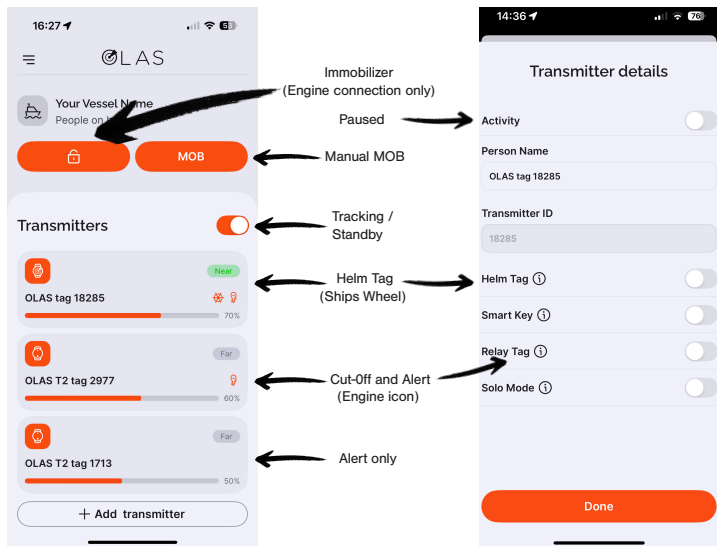 16:27
53
OLAS
Your Vessel Name
People on
MOB
Transmitters
Near
OLAS tag 18285
70%
Far
OLAS T2 tag 2977
60%
Far
OLAS T2 tag 1713
50%
+ Add transmitter
Immobilizer
(Engine connection only)
Paused
Manual MOB
Tracking /
Standby
Helm Tag
(Ships Wheel)
Cut-Off and Alert
(Engine icon)
Alert only
14:36
76
Transmitter details
Activity
Person Name
OLAS tag 18285
Transmitter ID
18285
Helm Tag
Smart Key
Relay Tag
Solo Mode
Done